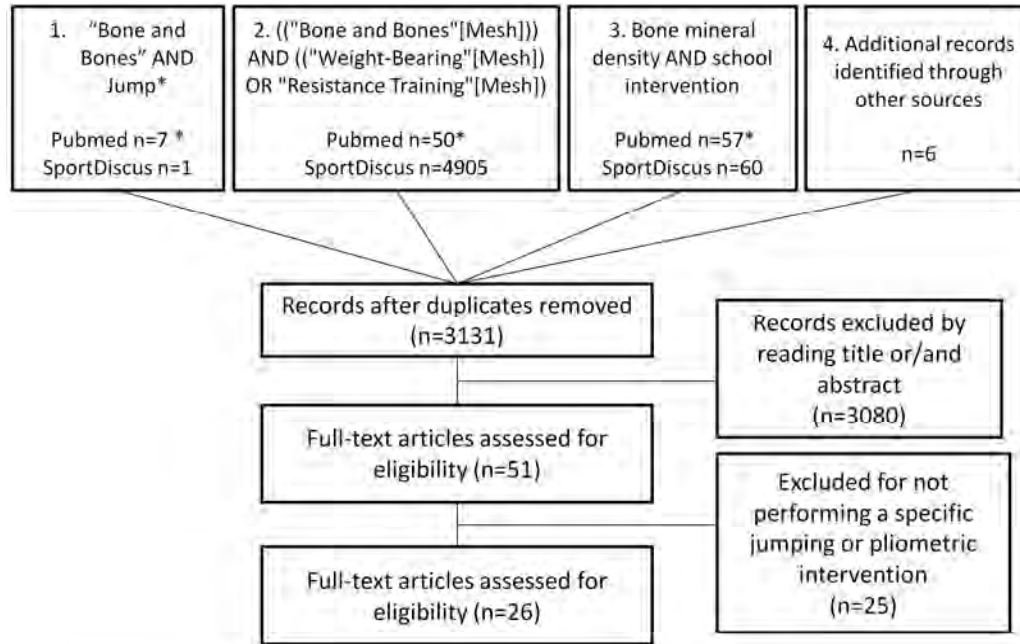 1. “Bone and
Bones” AND
Jump*
Pubmed n=7 *
SportDiscus n=1
2. (("Bone and Bones"[Mesh]))
AND (("Weight-Bearing"[Mesh])
OR "Resistance Training"[Mesh])
Pubmed n=50*
SportDiscus n=4905
3. Bone mineral
density AND school
intervention
Pubmed n=57*
SportDiscus n=60
4. Additional records
identified through
other sources
n=6
Records after duplicates removed
(n=3131)
Records excluded by
reading title or/and
abstract
(n=3080)
Full-text articles assessed for
eligibility (n=51)
Excluded for not
performing a specific
jumping or pliometric
intervention
(n=25)
Full-text articles assessed for
eligibility (n=26)